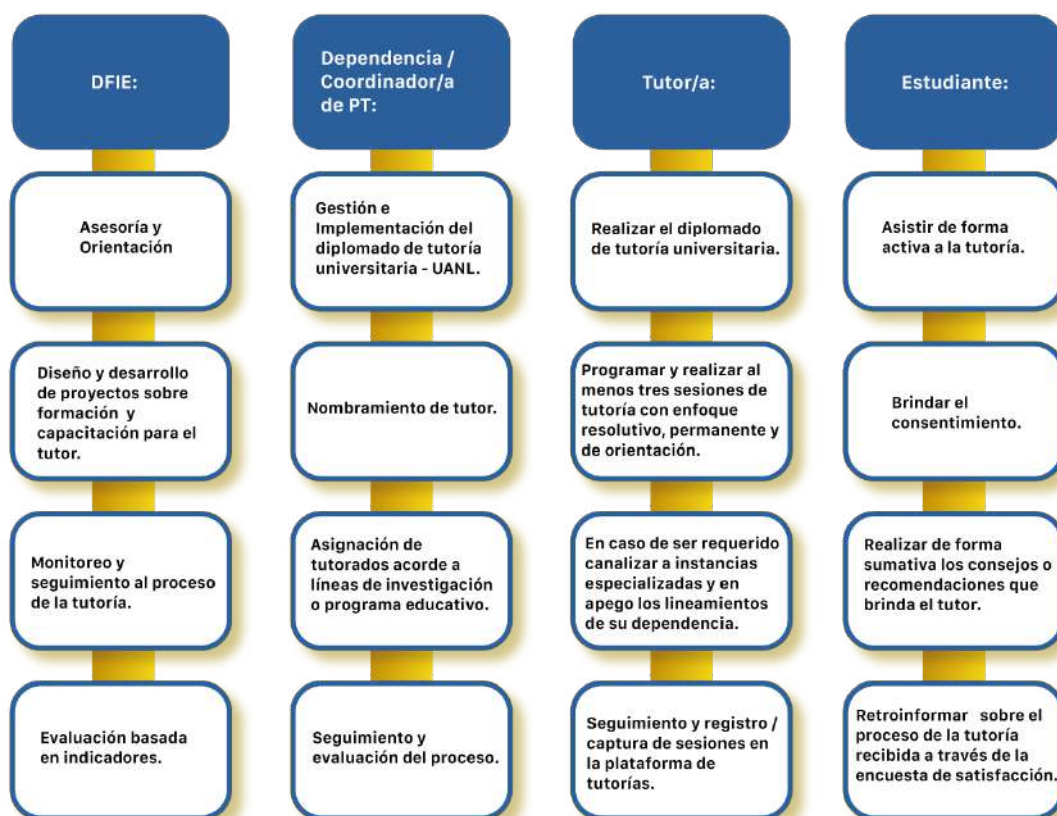 DFIE:
Asesoría y
Orientación
Diseño y desarrollo
de proyectos sobre
formación y
capacitación para el
tutor.
Monitoreo y
seguimiento al proceso
de la tutoría.
Evaluación basada
en indicadores.
Dependencia /
Coordinador/a
de PT:
Gestión e
Implementación del
diplomado de tutoría
universitaria - UANL.
Nombramiento de tutor.
Asignación de
tutorados acorde a
líneas de investigación
o programa educativo.
Seguimiento y
evaluación del proceso.
Tutor/a:
Realizar el diplomado
de tutoría universitaria.
Programar y realizar al
menos tres sesiones de
tutoría con enfoque
resolutivo, permanente y
de orientación.
En caso de ser requerido
canalizar a instancias
especializadas y en
apego los lineamientos
de su dependencia.
Seguimiento y registro /
captura de sesiones en
la plataforma de
tutorías.
Estudiante:
Asistir de forma
activa a la tutoría.
Brindar el
consentimiento.
Realizar de forma
sumativa los consejos o
recomendaciones que
brinda el tutor.
Retroinformar sobre el
proceso de la tutoría
recibida a través de la
encuesta de satisfacción.